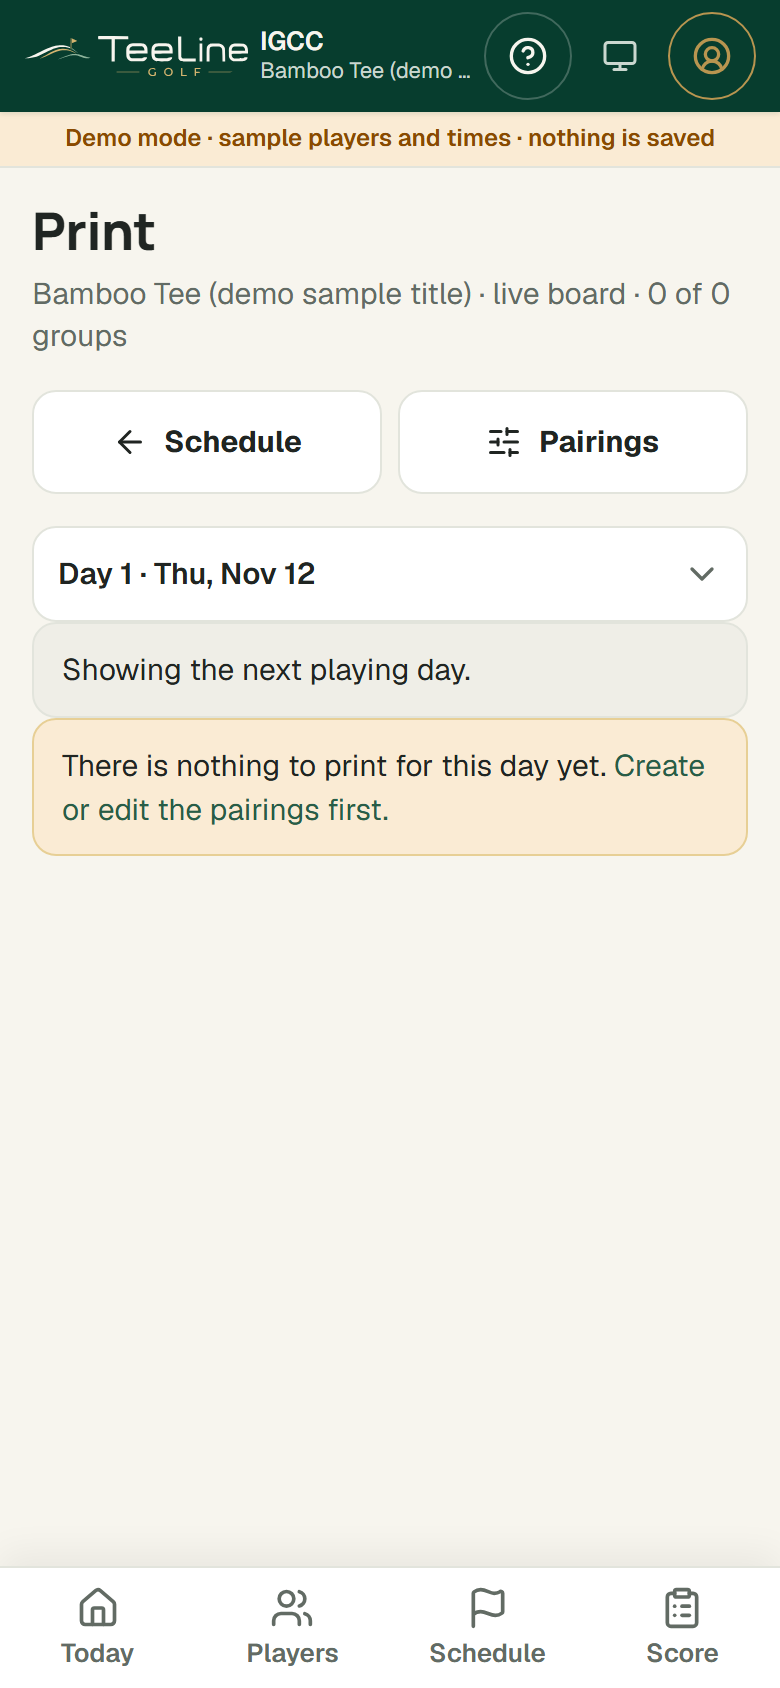 TeeLine
GOLF
IGCC
Bamboo Tee (demo ...
Demo mode · sample players and times · nothing is saved
Print
Bamboo Tee (demo sample title) · live board · 0 of 0
groups
Schedule
Pairings
Day 1 · Thu, Nov 12
Showing the next playing day.
There is nothing to print for this day yet. Create
or edit the pairings first.
Today
Players
Schedule
Score